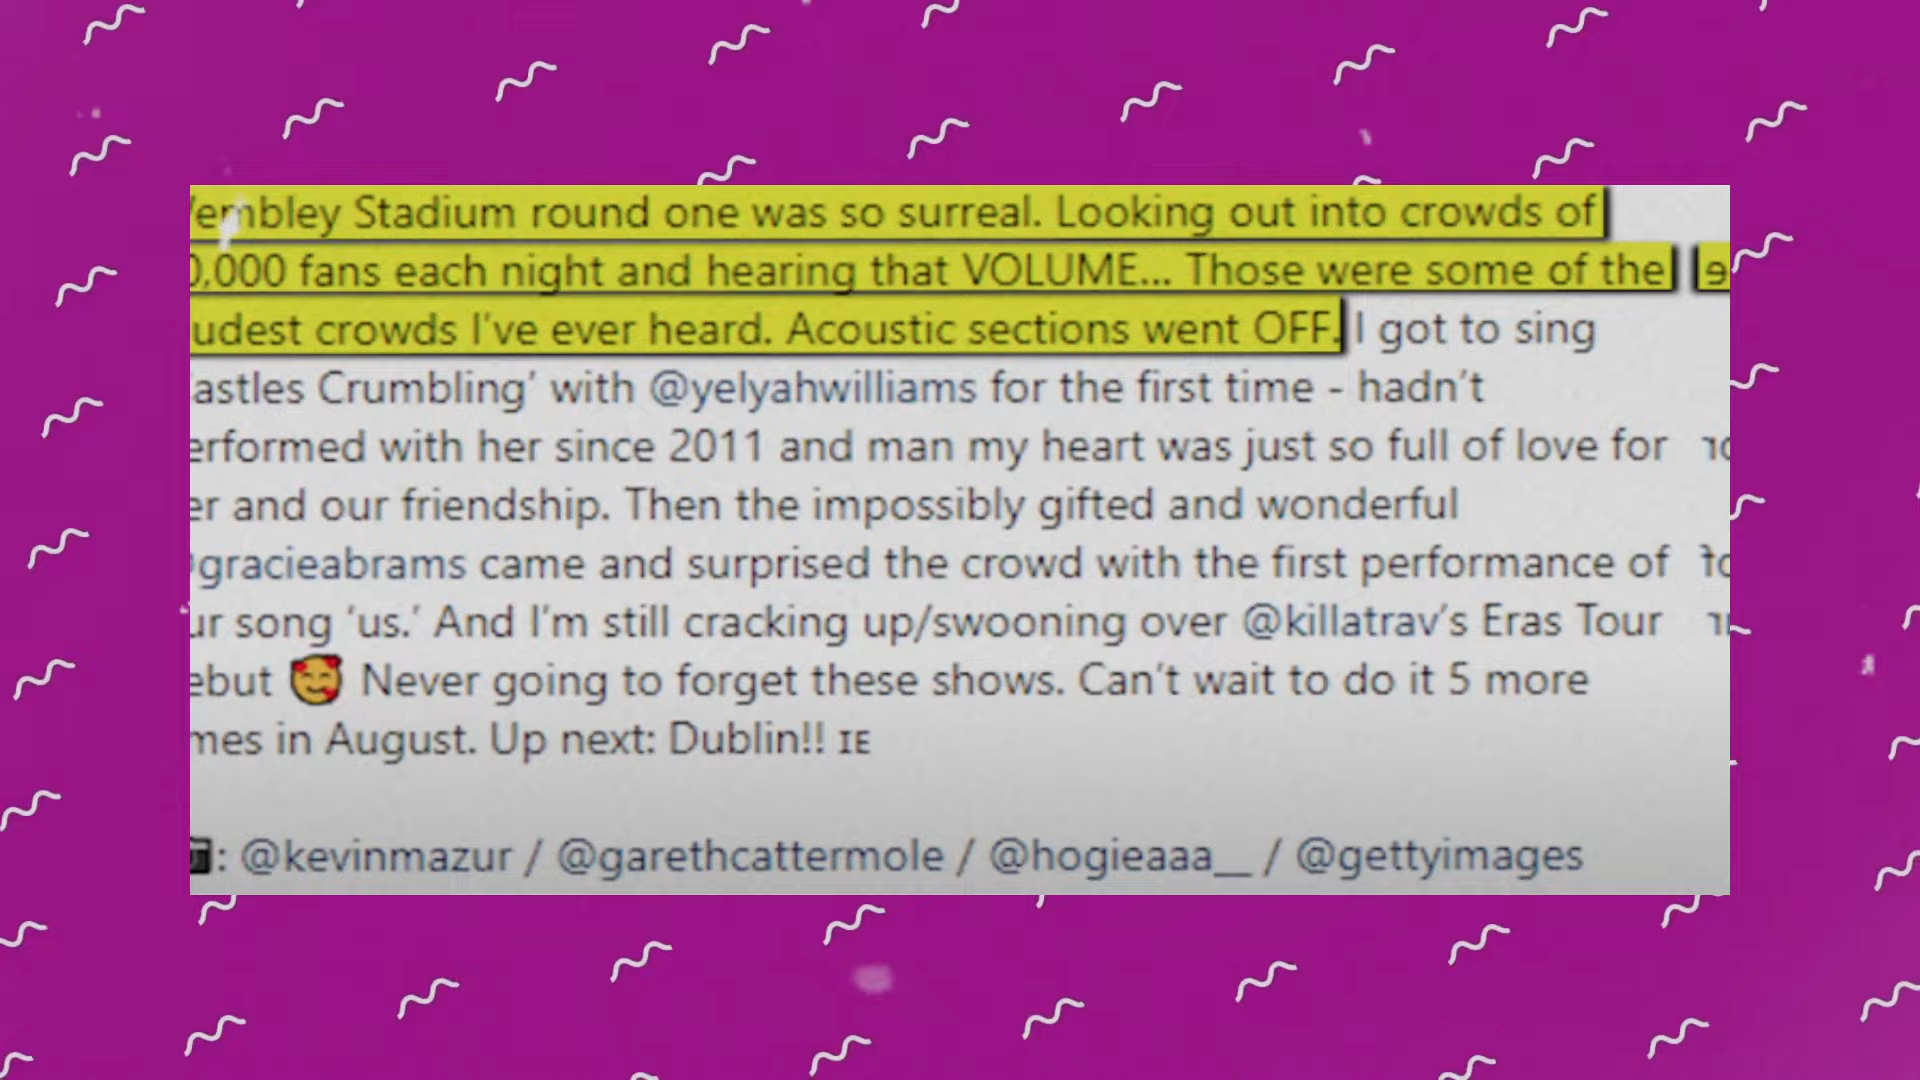 Wembley Stadium round one was so surreal. Looking out into crowds of
0,000 fans each night and hearing that VOLUME... Those were some of the
udest crowds I've ever heard. Acoustic sections went OFF. I got to sing
astles Crumbling' with @yelyahwilliams for the first time - hadn't
erformed with her since 2011 and man my heart was just so full of love for
er and our friendship. Then the impossibly gifted and wonderful
@gracieabrams came and surprised the crowd with the first performance of
ur song 'us.' And I'm still cracking up/swooning over @killatrav's Eras Tour
ebut 🥰 Never going to forget these shows. Can't wait to do it 5 more
mes in August. Up next: Dublin!! IE
: @kevinmazur / @garethcattermole / @hogieaaa__ / @gettyimages